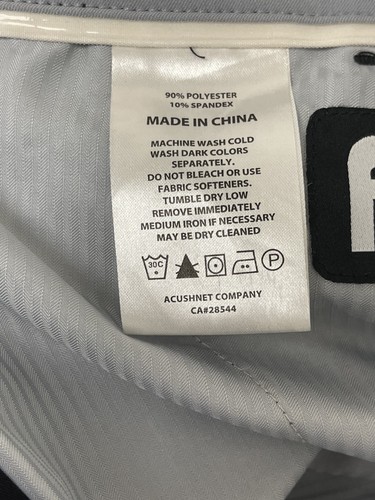 90% POLYESTER
10% SPANDEX
MADE IN CHINA
MACHINE WASH COLD
WASH DARK COLORS
SEPARATELY.
DO NOT BLEACH OR USE
FABRIC SOFTENERS.
TUMBLE DRY LOW
REMOVE IMMEDIATELY
MEDIUM IRON IF NECESSARY
MAY BE DRY CLEANED
30C P
ACUSHNET COMPANY
CA#28544